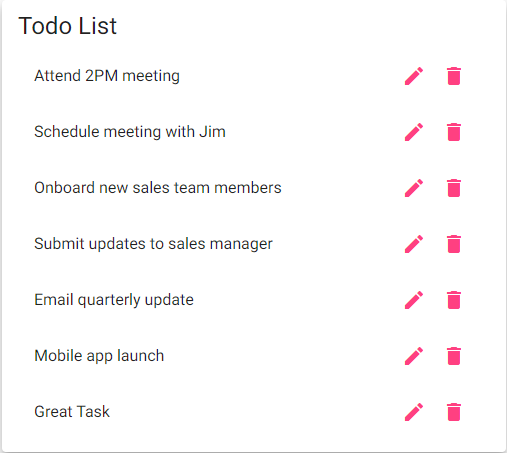 Todo List
Attend 2PM meeting
Schedule meeting with Jim
Onboard new sales team members
Submit updates to sales manager
Email quarterly update
Mobile app launch
Great Task